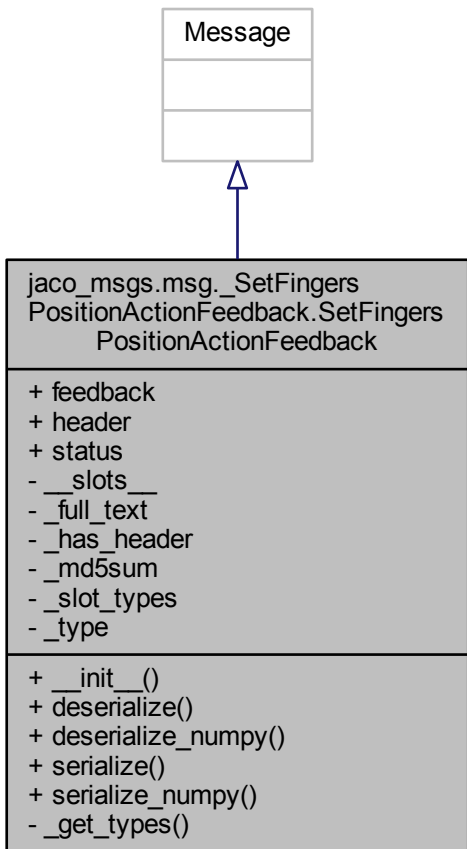 Message
jaco_msgs.msg._SetFingers
PositionActionFeedback.SetFingers
PositionActionFeedback
+ feedback
+ header
+ status
- __slots__
- _full_text
- _has_header
- _md5sum
- _slot_types
- _type
+ __init__()
+ deserialize()
+ deserialize_numpy()
+ serialize()
+ serialize_numpy()
- _get_types()